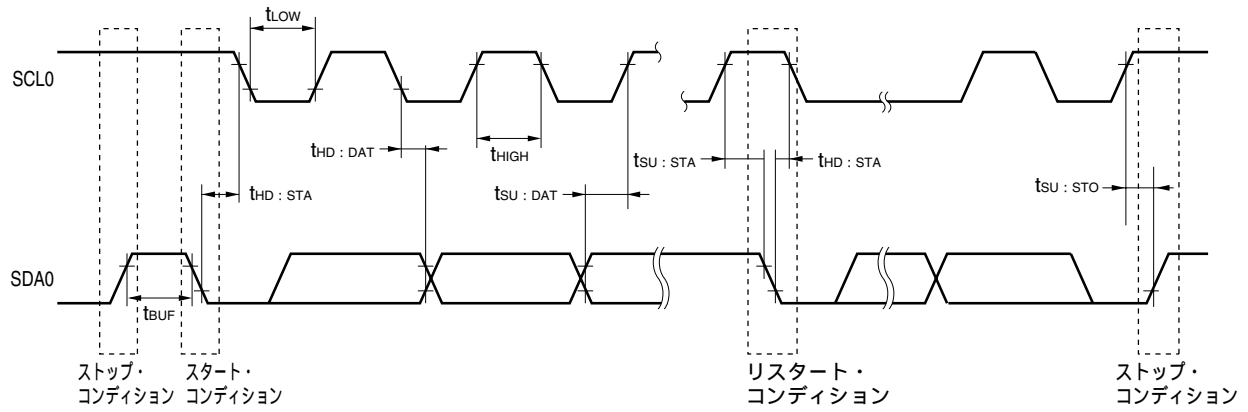 tLOW
SCL0
tHD : DAT
tHIGH
tSU : STA
tHD : STA
tHD : STA
tSU : DAT
tSU : STO
SDA0
tBUF
ストップ・
コンディション
スタート・
コンディション
リスタート・
コンディション
ストップ・
コンディション